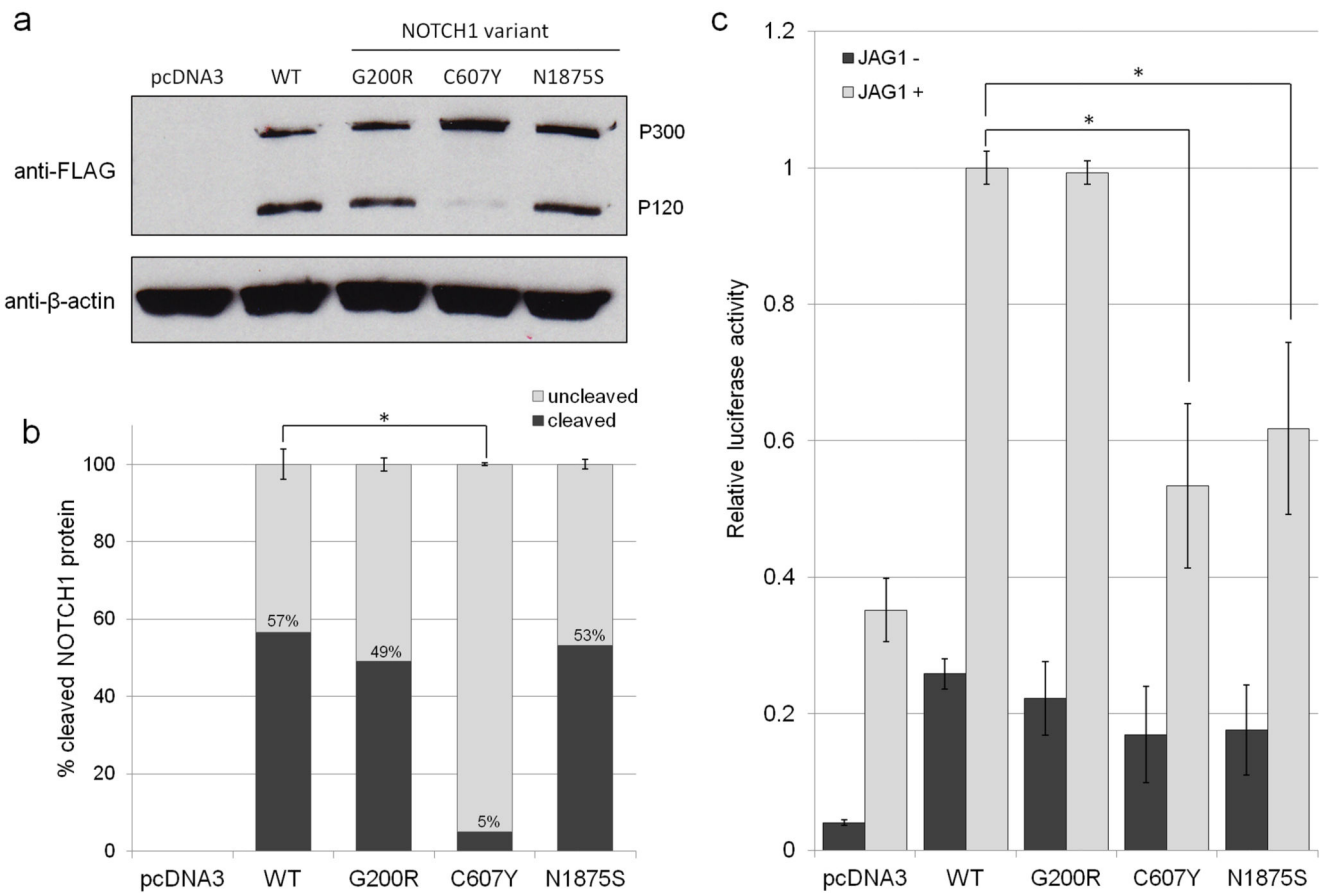 a
NOTCH1 variant
pcDNA3 WT G200R C607Y N1875S
anti-FLAG
P300
P120
anti-β-actin
b
uncleaved
cleaved
*
% cleaved NOTCH1 protein
100
80
60
40
20
0
57%
49%
5%
53%
pcDNA3 WT G200R C607Y N1875S
c
JAG1 -
JAG1 +
*
*
Relative luciferase activity
1.2
1
0.8
0.6
0.4
0.2
0
pcDNA3 WT G200R C607Y N1875S